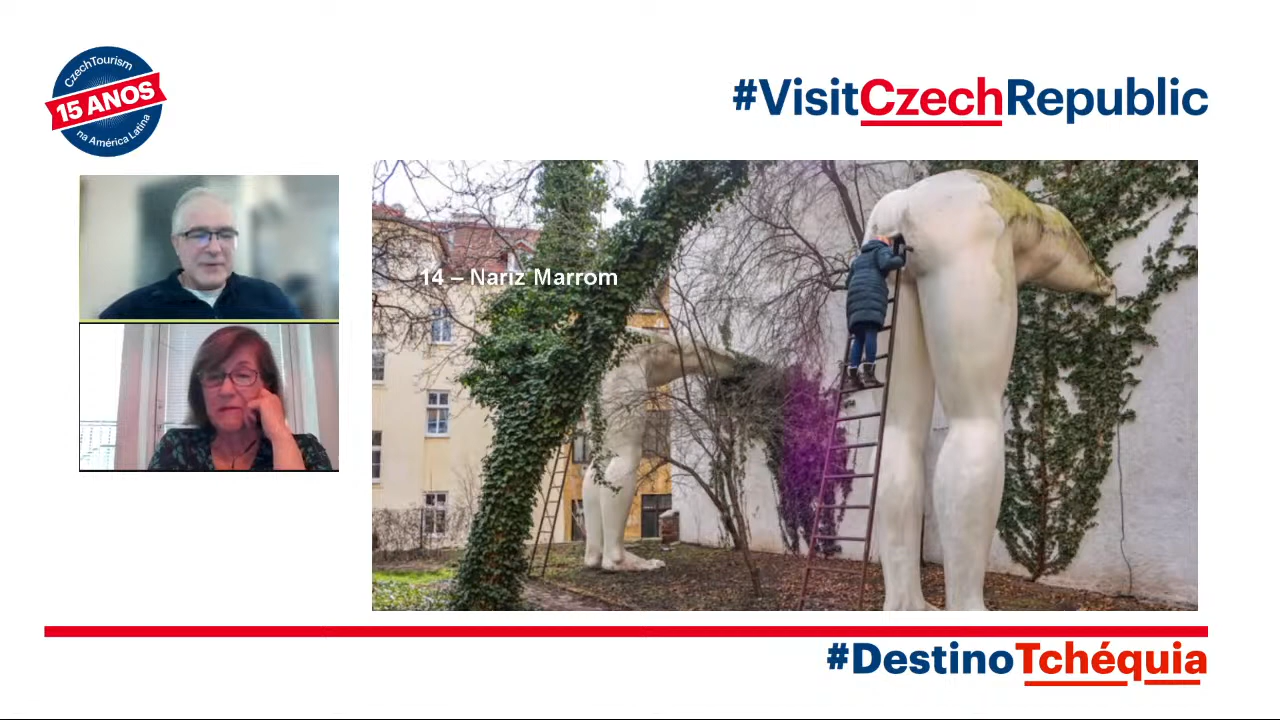 CzechTourism
15 ANOS
na América Latina
#VisitCzechRepublic
14 – Nariz Marrom
#DestinoTchéquia